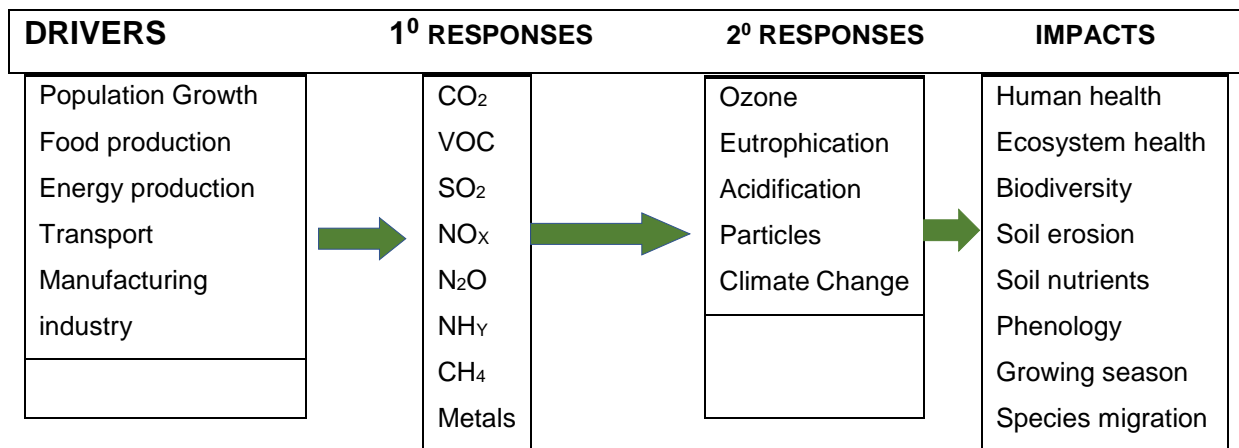 DRIVERS 1⁰ RESPONSES 2⁰ RESPONSES IMPACTS
Population Growth
Food production
Energy production
Transport
Manufacturing
industry
CO₂
VOC
SO₂
NOₓ
N₂O
NHY
CH₄
Metals
Ozone
Eutrophication
Acidification
Particles
Climate Change
Human health
Ecosystem health
Biodiversity
Soil erosion
Soil nutrients
Phenology
Growing season
Species migration